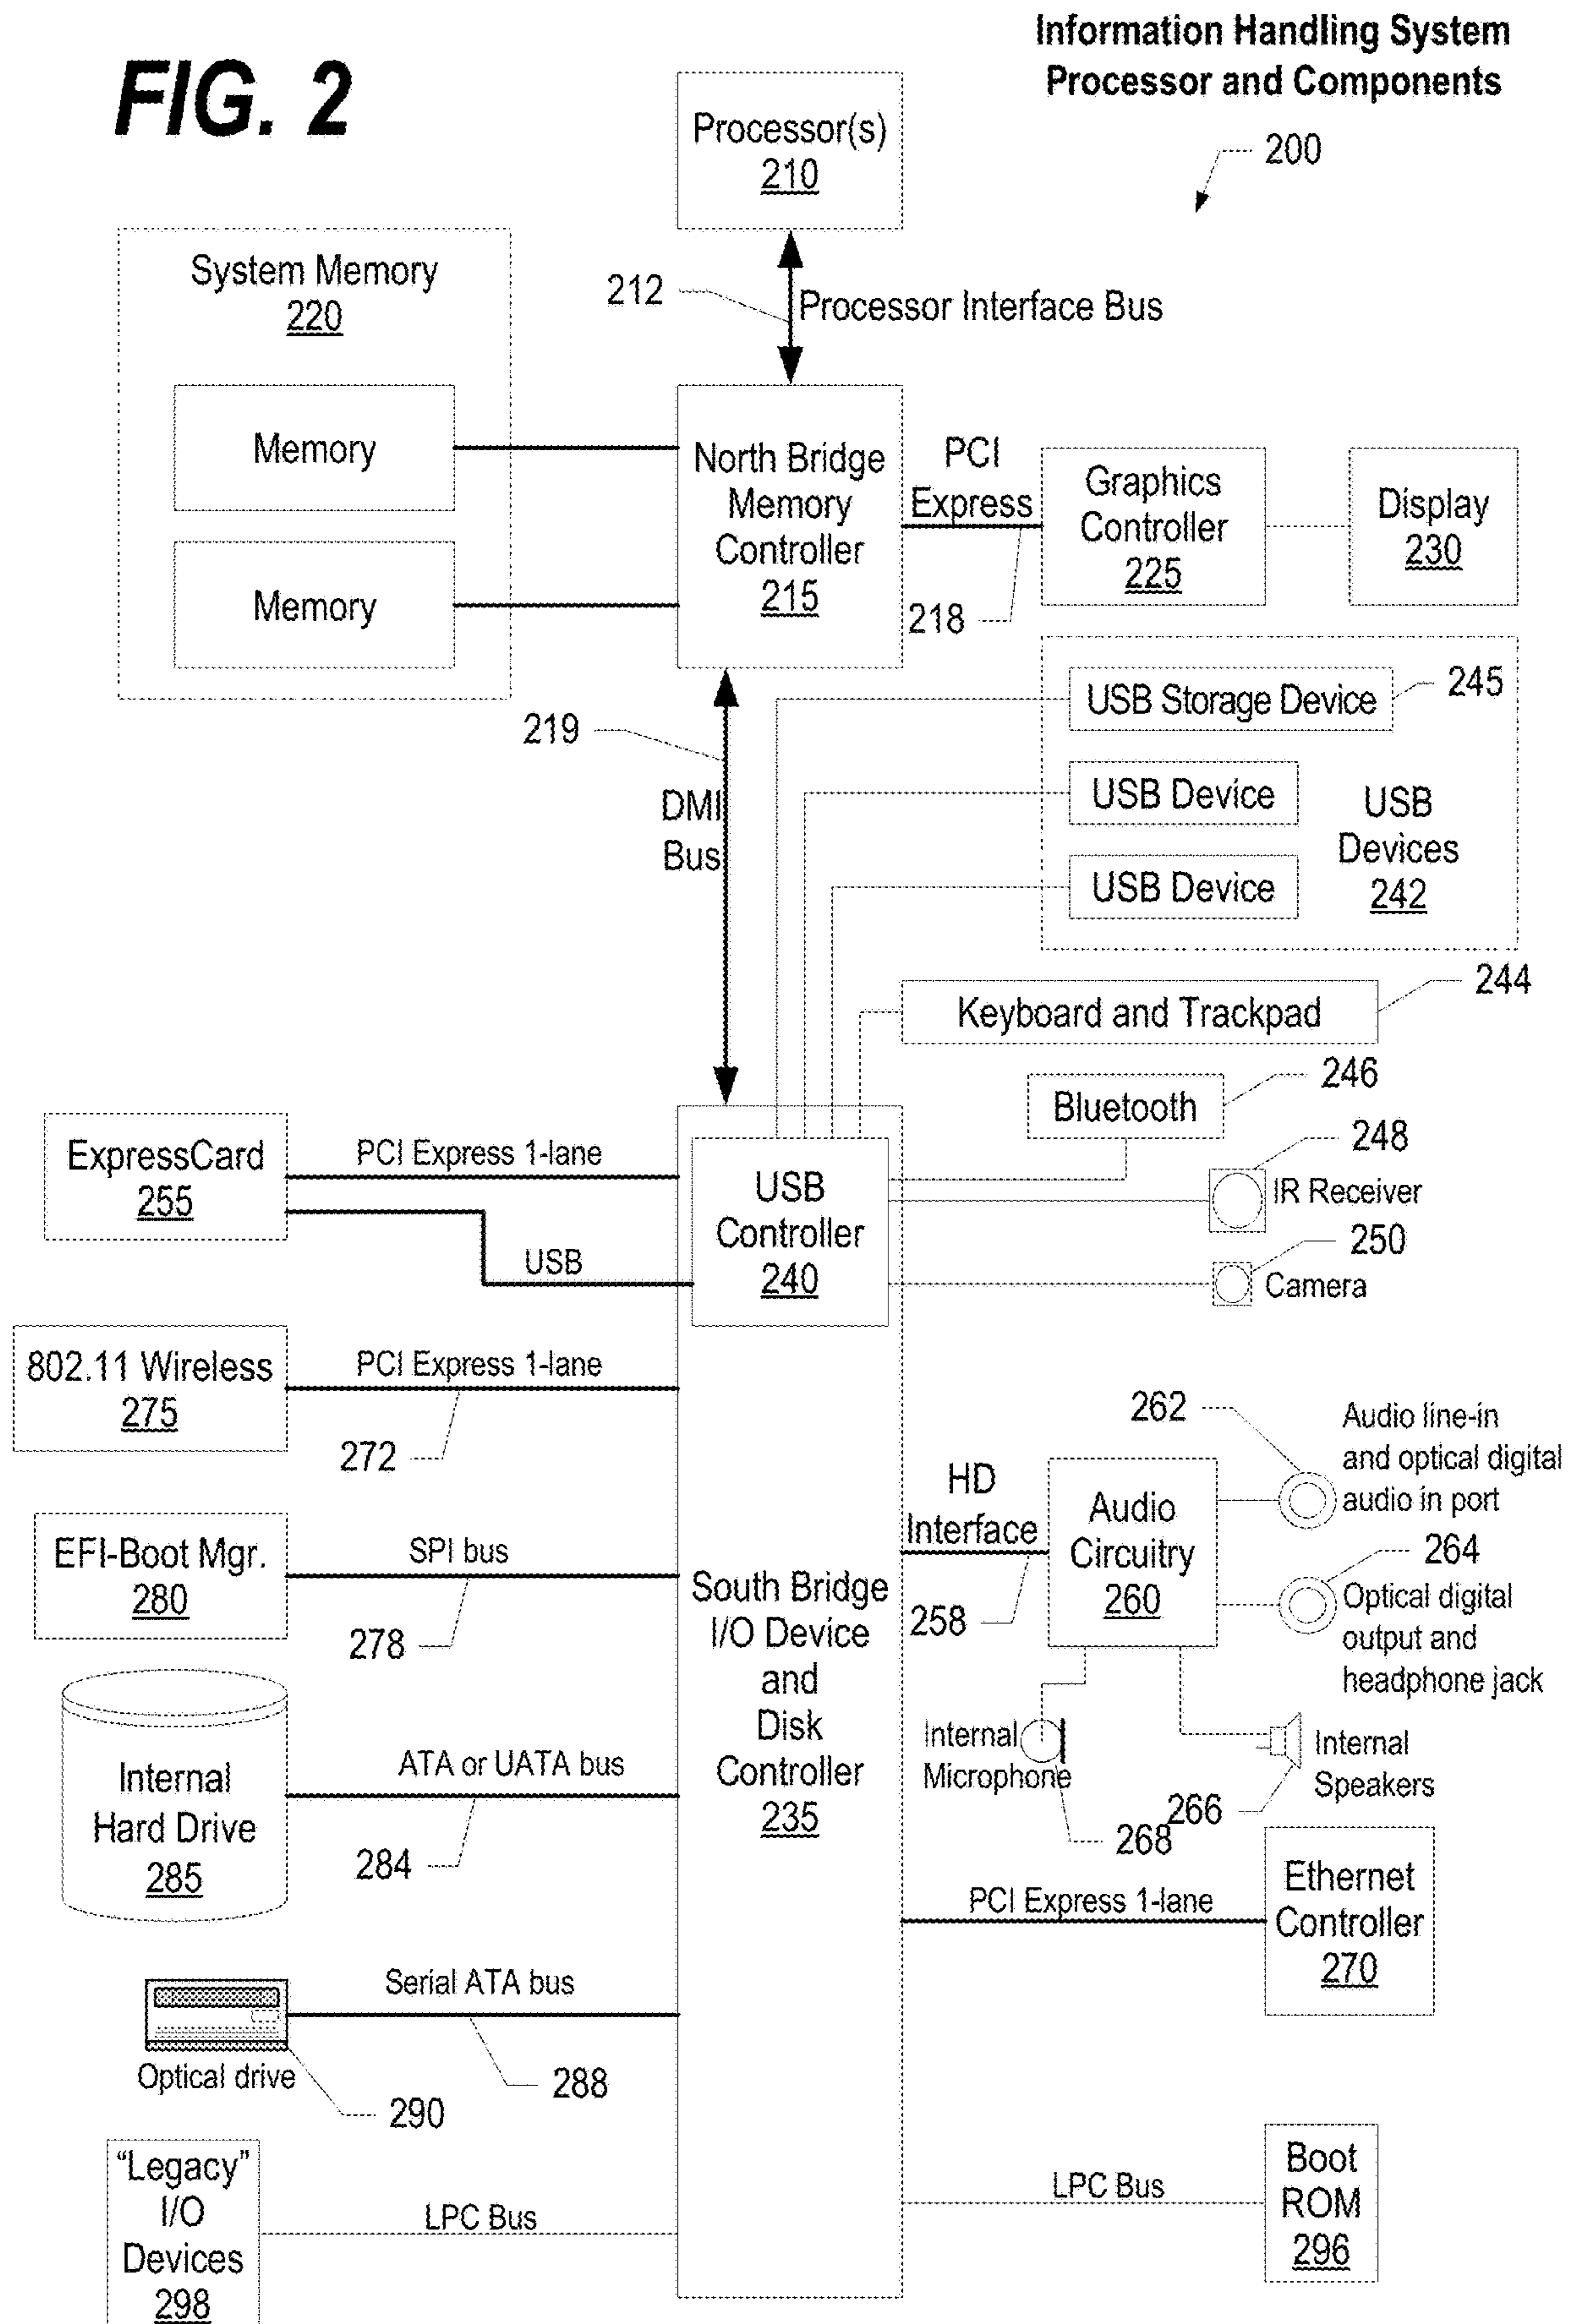 FIG. 2
Information Handling System
Processor and Components
200
Processor(s)
210
212
Processor Interface Bus
System Memory
220
Memory
Memory
North Bridge
Memory
Controller
215
PCI
Express
218
Graphics
Controller
225
Display
230
219
DMI
Bus
USB Storage Device
245
USB Device
USB Device
USB
Devices
242
Keyboard and Trackpad
244
Bluetooth
246
248
IR Receiver
250
Camera
USB
Controller
240
ExpressCard
255
PCI Express 1-lane
USB
802.11 Wireless
275
PCI Express 1-lane
272
EFI-Boot Mgr.
280
SPI bus
278
South Bridge
I/O Device
and
Disk
Controller
235
HD
Interface
258
Audio
Circuitry
260
262
Audio line-in
and optical digital
audio in port
264
Optical digital
output and
headphone jack
Internal
Microphone
268
266
Internal
Speakers
Internal
Hard Drive
285
ATA or UATA bus
284
PCI Express 1-lane
Ethernet
Controller
270
Serial ATA bus
288
Optical drive
290
"Legacy"
I/O
Devices
298
LPC Bus
LPC Bus
Boot
ROM
296